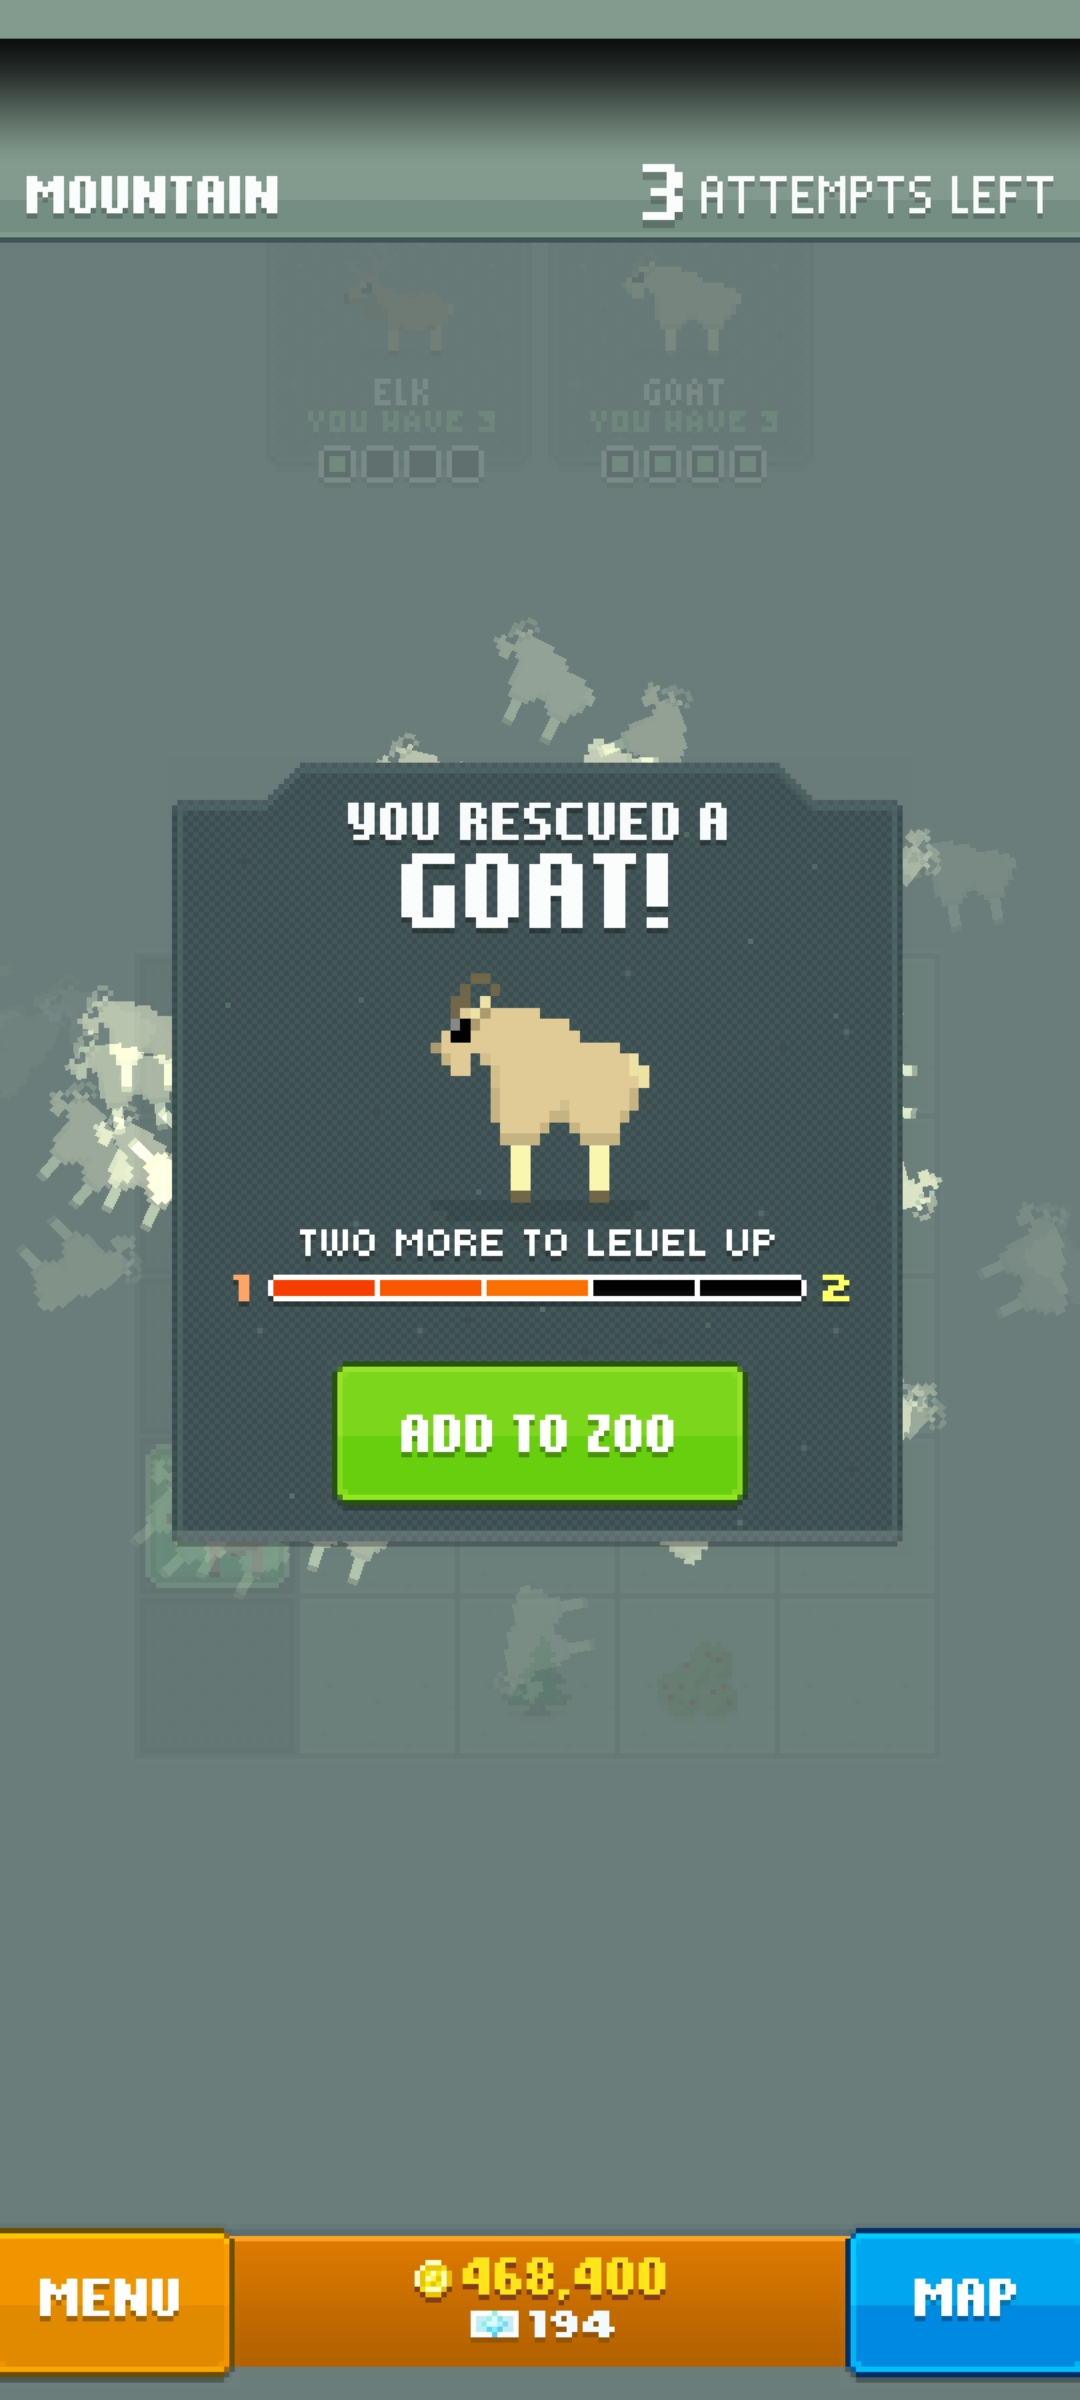 MOUNTAIN
3 ATTEMPTS LEFT
ELK
YOU HAVE 3
GOAT
YOU HAVE 3
YOU RESCUED A
GOAT!
TWO MORE TO LEVEL UP
1
2
ADD TO ZOO
MENU
468,400
194
MAP